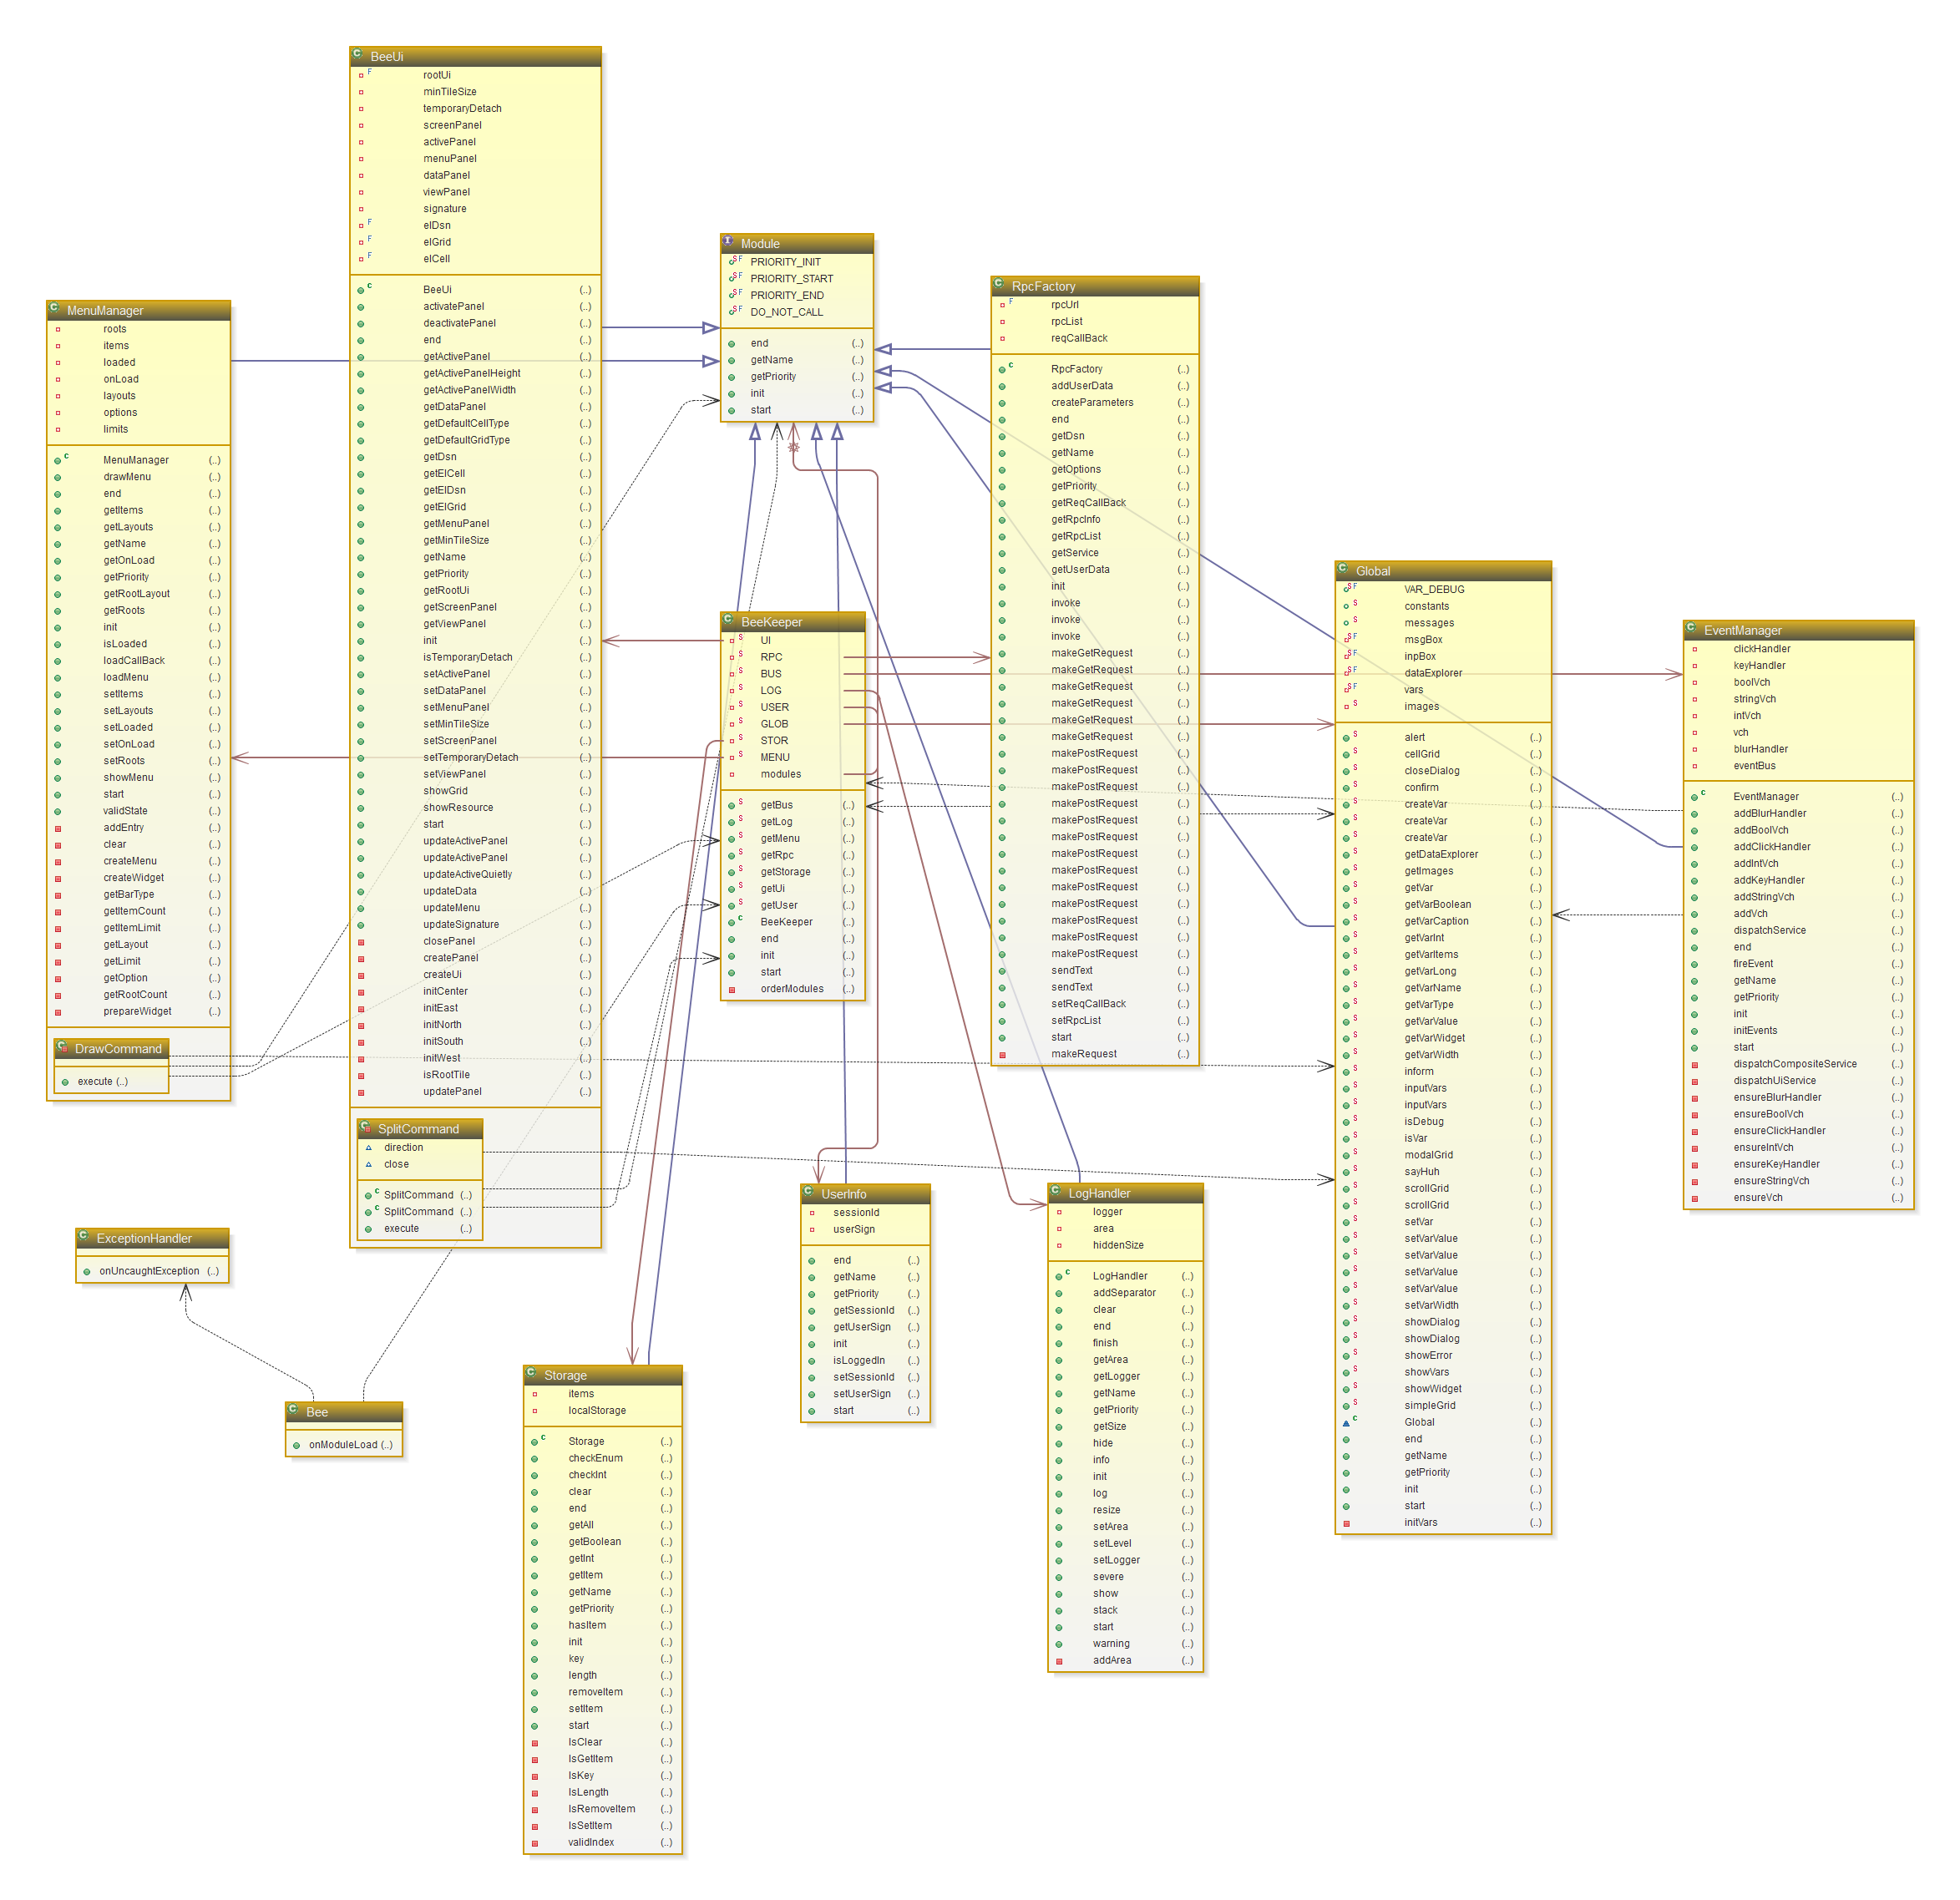 BeeUi
rootUi
minTileSize
temporaryDetach
screenPanel
activePanel
menuPanel
dataPanel
viewPanel
signature
elDsn
elGrid
elCell
BeeUi (..)
activatePanel (..)
deactivatePanel (..)
end (..)
getActivePanel (..)
getActivePanelHeight (..)
getActivePanelWidth (..)
getDataPanel (..)
getDefaultCellType (..)
getDefaultGridType (..)
getDsn (..)
getElCell (..)
getElDsn (..)
getElGrid (..)
getMenuPanel (..)
getMinTileSize (..)
getName (..)
getPriority (..)
getRootUi (..)
getScreenPanel (..)
getViewPanel (..)
init (..)
isTemporaryDetach (..)
setActivePanel (..)
setDataPanel (..)
setMenuPanel (..)
setMinTileSize (..)
setScreenPanel (..)
setTemporaryDetach (..)
setViewPanel (..)
showGrid (..)
showResource (..)
start (..)
updateActivePanel (..)
updateActivePanel (..)
updateActiveQuietly (..)
updateData (..)
updateMenu (..)
updateSignature (..)
closePanel (..)
createPanel (..)
createUi (..)
initCenter (..)
initEast (..)
initNorth (..)
initSouth (..)
initWest (..)
isRootTile (..)
updatePanel (..)
SplitCommand
direction
close
SplitCommand (..)
SplitCommand (..)
execute (..)
Module
PRIORITY_INIT
PRIORITY_START
PRIORITY_END
DO_NOT_CALL
end (..)
getName (..)
getPriority (..)
init (..)
start (..)
RpcFactory
rpcUrl
rpcList
reqCallBack
RpcFactory (..)
addUserData (..)
createParameters (..)
end (..)
getDsn (..)
getName (..)
getOptions (..)
getPriority (..)
getReqCallBack (..)
getRpcInfo (..)
getRpcList (..)
getService (..)
getUserData (..)
init (..)
invoke (..)
invoke (..)
invoke (..)
makeGetRequest (..)
makeGetRequest (..)
makeGetRequest (..)
makeGetRequest (..)
makeGetRequest (..)
makeGetRequest (..)
makePostRequest (..)
makePostRequest (..)
makePostRequest (..)
makePostRequest (..)
makePostRequest (..)
makePostRequest (..)
makePostRequest (..)
makePostRequest (..)
makePostRequest (..)
makePostRequest (..)
makePostRequest (..)
makePostRequest (..)
makePostRequest (..)
sendText (..)
sendText (..)
setReqCallBack (..)
setRpcList (..)
start (..)
makeRequest (..)
MenuManager
roots
items
loaded
onLoad
layouts
options
limits
MenuManager (..)
drawMenu (..)
end (..)
getItems (..)
getLayouts (..)
getName (..)
getOnLoad (..)
getPriority (..)
getRootLayout (..)
getRoots (..)
init (..)
isLoaded (..)
loadCallBack (..)
loadMenu (..)
setItems (..)
setLayouts (..)
setLoaded (..)
setOnLoad (..)
setRoots (..)
showMenu (..)
start (..)
validState (..)
addEntry (..)
clear (..)
createMenu (..)
createWidget (..)
getBarType (..)
getItemCount (..)
getItemLimit (..)
getLayout (..)
getLimit (..)
getOption (..)
getRootCount (..)
prepareWidget (..)
DrawCommand
execute (..)
Global
VAR_DEBUG
constants
messages
msgBox
inpBox
dataExplorer
vars
images
alert (..)
cellGrid (..)
closeDialog (..)
confirm (..)
createVar (..)
createVar (..)
createVar (..)
getDataExplorer (..)
getImages (..)
getVar (..)
getVarBoolean (..)
getVarCaption (..)
getVarInt (..)
getVarItems (..)
getVarLong (..)
getVarName (..)
getVarType (..)
getVarValue (..)
getVarWidget (..)
getVarWidth (..)
inform (..)
inputVars (..)
inputVars (..)
isDebug (..)
isVar (..)
modalGrid (..)
sayHuh (..)
scrollGrid (..)
scrollGrid (..)
setVar (..)
setVarValue (..)
setVarValue (..)
setVarValue (..)
setVarValue (..)
setVarWidth (..)
showDialog (..)
showDialog (..)
showError (..)
showVars (..)
showWidget (..)
simpleGrid (..)
Global (..)
end (..)
getName (..)
getPriority (..)
init (..)
start (..)
initVars (..)
BeeKeeper
UI
RPC
BUS
LOG
USER
GLOB
STOR
MENU
modules
getBus (..)
getLog (..)
getMenu (..)
getRpc (..)
getStorage (..)
getUi (..)
getUser (..)
BeeKeeper (..)
end (..)
init (..)
start (..)
orderModules (..)
EventManager
clickHandler
keyHandler
boolVch
stringVch
intVch
vch
blurHandler
eventBus
EventManager (..)
addBlurHandler (..)
addBoolVch (..)
addClickHandler (..)
addIntVch (..)
addKeyHandler (..)
addStringVch (..)
addVch (..)
dispatchService (..)
end (..)
fireEvent (..)
getName (..)
getPriority (..)
init (..)
initEvents (..)
start (..)
dispatchCompositeService (..)
dispatchUiService (..)
ensureBlurHandler (..)
ensureBoolVch (..)
ensureClickHandler (..)
ensureIntVch (..)
ensureKeyHandler (..)
ensureStringVch (..)
ensureVch (..)
UserInfo
sessionId
userSign
end (..)
getName (..)
getPriority (..)
getSessionId (..)
getUserSign (..)
init (..)
isLoggedIn (..)
setSessionId (..)
setUserSign (..)
start (..)
LogHandler
logger
area
hiddenSize
LogHandler (..)
addSeparator (..)
clear (..)
end (..)
finish (..)
getArea (..)
getLogger (..)
getName (..)
getPriority (..)
getSize (..)
hide (..)
info (..)
init (..)
log (..)
resize (..)
setArea (..)
setLevel (..)
setLogger (..)
severe (..)
show (..)
stack (..)
start (..)
warning (..)
addArea (..)
ExceptionHandler
onUncaughtException (..)
Bee
onModuleLoad (..)
Storage
items
localStorage
Storage (..)
checkEnum (..)
checkInt (..)
clear (..)
end (..)
getAll (..)
getBoolean (..)
getInt (..)
getItem (..)
getName (..)
getPriority (..)
hasItem (..)
init (..)
key (..)
length (..)
removeItem (..)
setItem (..)
start (..)
lsClear (..)
lsGetItem (..)
lsKey (..)
lsLength (..)
lsRemoveItem (..)
lsSetItem (..)
validIndex (..)